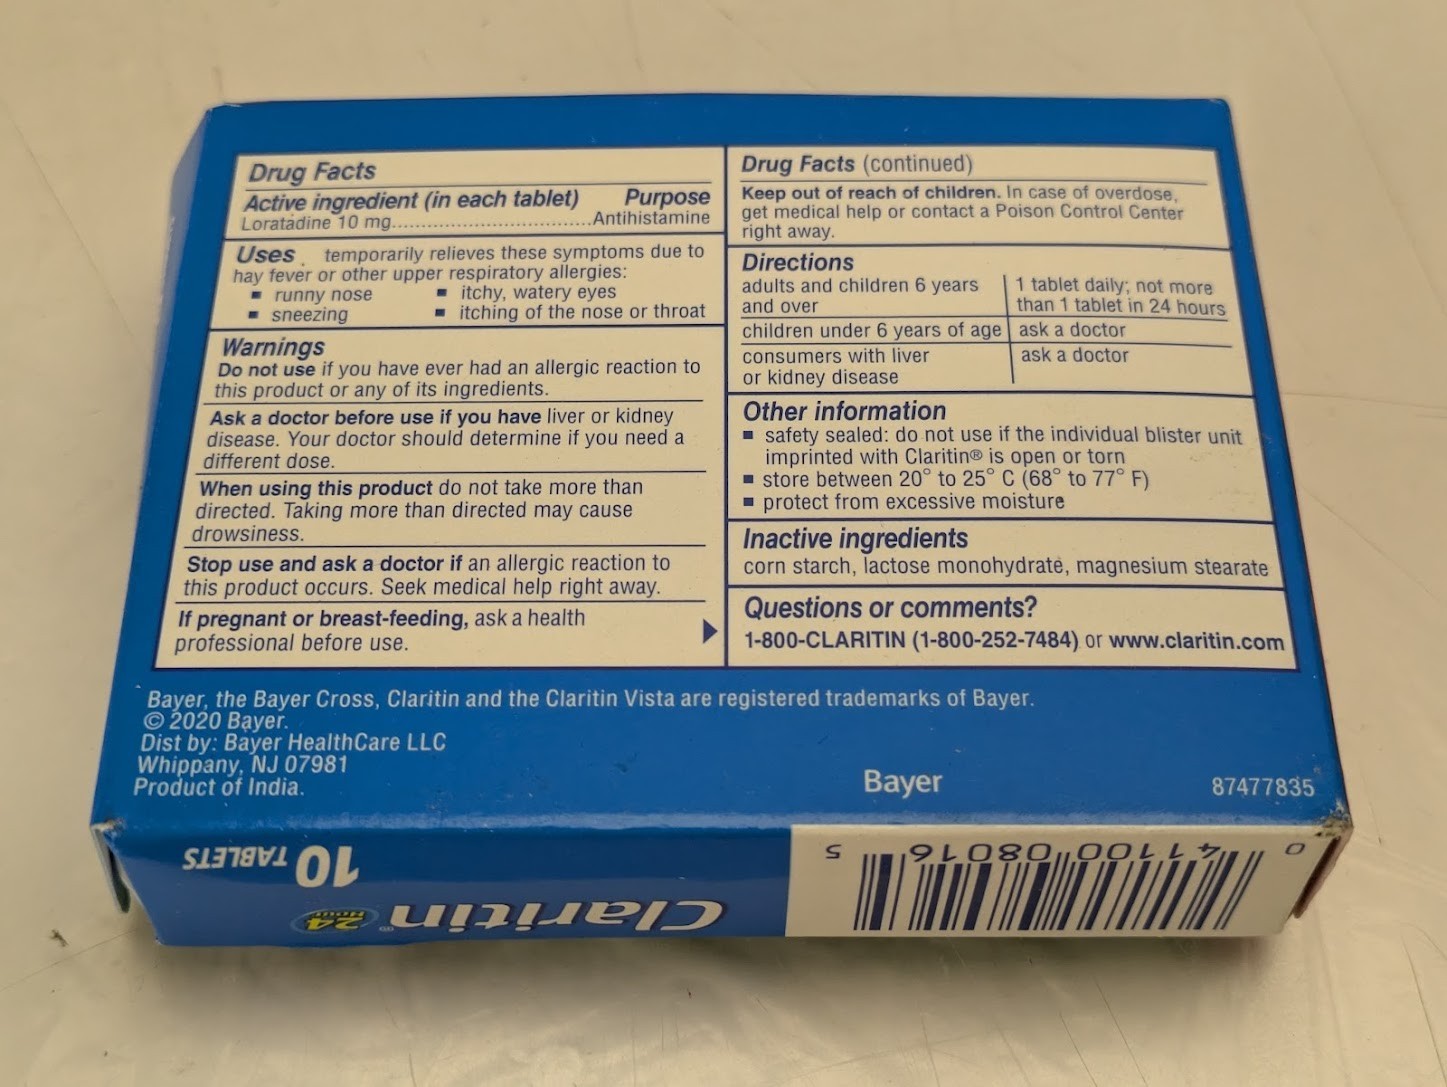 Drug Facts
Active ingredient (in each tablet) Purpose
Loratadine 10 mg..................................Antihistamine
Uses temporarily relieves these symptoms due to
hay fever or other upper respiratory allergies:
▪ runny nose ▪ itchy, watery eyes
▪ sneezing ▪ itching of the nose or throat
Warnings
Do not use if you have ever had an allergic reaction to
this product or any of its ingredients.
Ask a doctor before use if you have liver or kidney
disease. Your doctor should determine if you need a
different dose.
When using this product do not take more than
directed. Taking more than directed may cause
drowsiness.
Stop use and ask a doctor if an allergic reaction to
this product occurs. Seek medical help right away.
If pregnant or breast-feeding, ask a health
professional before use.
Drug Facts (continued)
Keep out of reach of children. In case of overdose,
get medical help or contact a Poison Control Center
right away.
Directions
adults and children 6 years 1 tablet daily; not more
and over than 1 tablet in 24 hours
children under 6 years of age ask a doctor
consumers with liver ask a doctor
or kidney disease
Other information
▪ safety sealed: do not use if the individual blister unit
imprinted with Claritin® is open or torn
▪ store between 20° to 25° C (68° to 77° F)
▪ protect from excessive moisture
Inactive ingredients
corn starch, lactose monohydrate, magnesium stearate
Questions or comments?
1-800-CLARITIN (1-800-252-7484) or www.claritin.com
Bayer, the Bayer Cross, Claritin and the Claritin Vista are registered trademarks of Bayer.
© 2020 Bayer.
Dist by: Bayer HealthCare LLC
Whippany, NJ 07981
Product of India.
Bayer
87477835
0 41100 08016 5
Claritin® 24 Hour
10 TABLETS